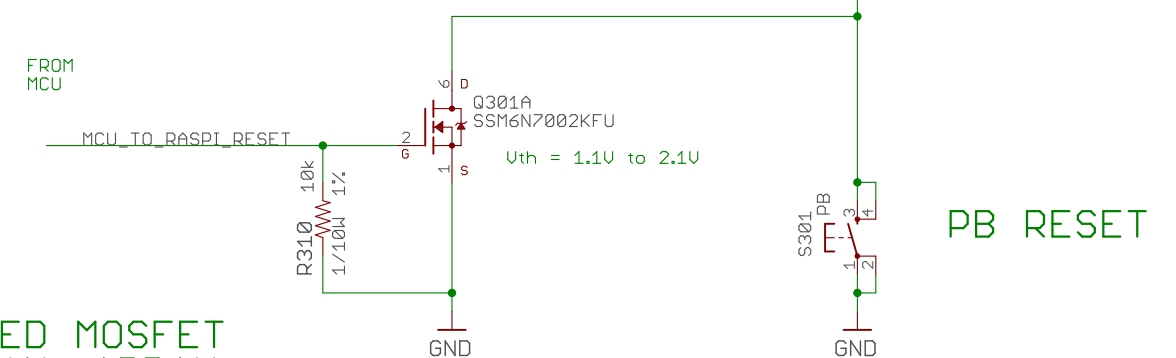 FROM
MCU
MCU_TO_RASPI_RESET
6 D
Q301A
SSM6N7002KFU
2
G
Vth = 1.1V to 2.1V
1 S
10k
1%
R310
1/10W
GND
PB
S301
3
4
1
2
PB RESET
GND
ED MOSFET